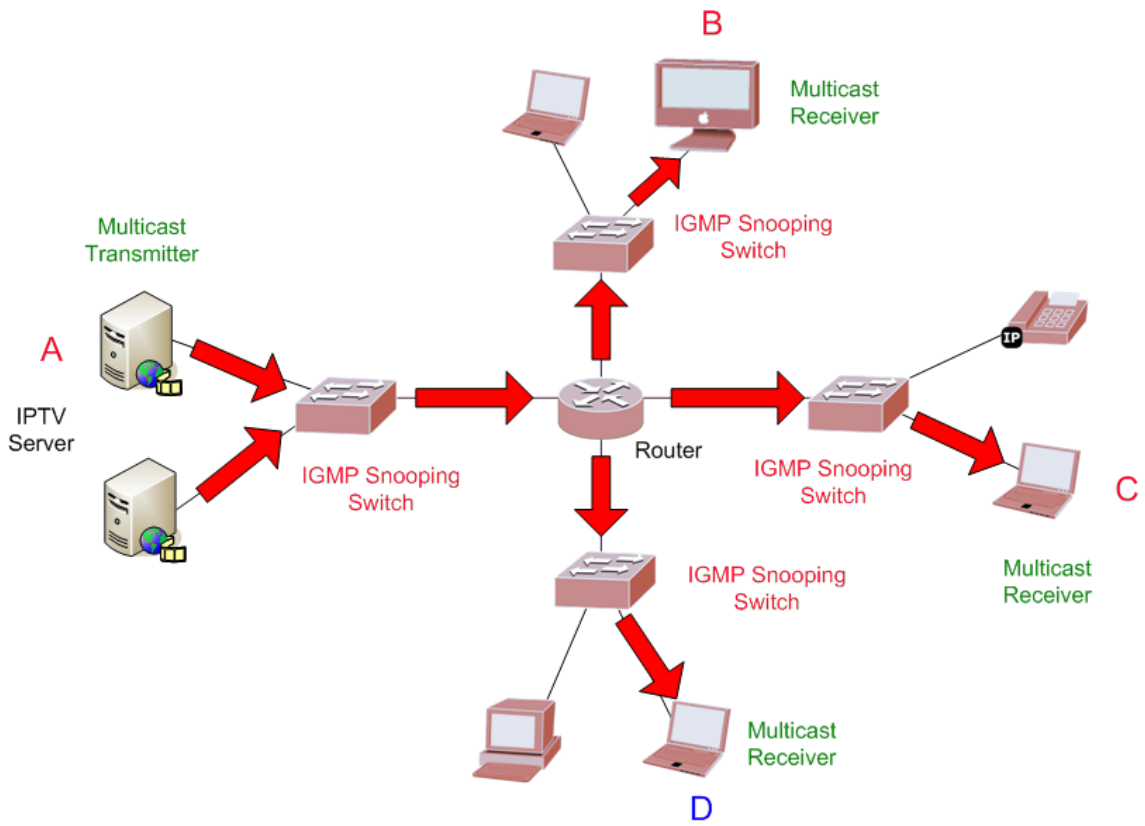 B
Multicast
Receiver
IGMP Snooping
Switch
Multicast
Transmitter
A
IPTV
Server
IGMP Snooping
Switch
Router
IP
IGMP Snooping
Switch
C
Multicast
Receiver
IGMP Snooping
Switch
Multicast
Receiver
D